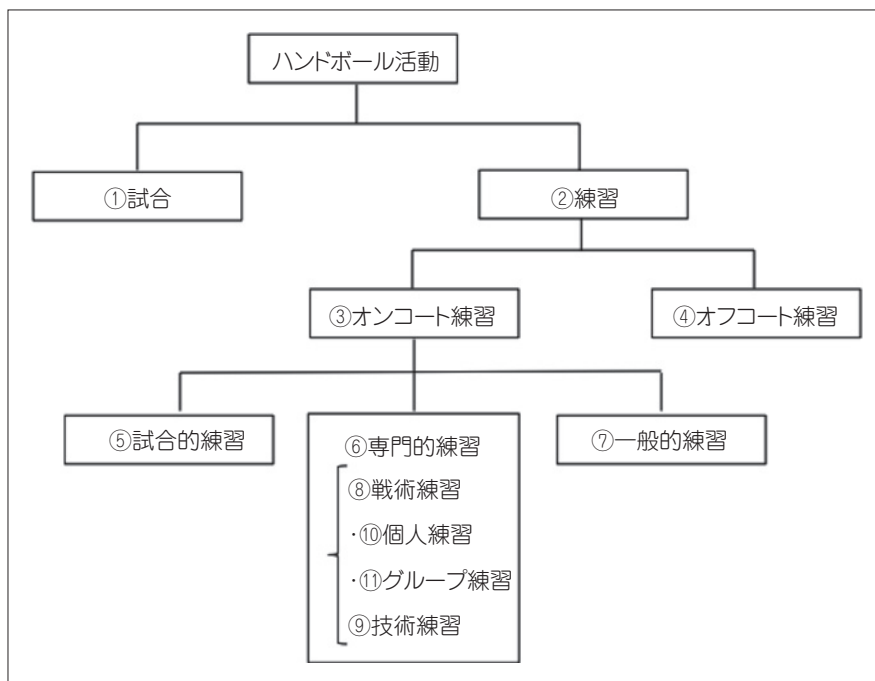 ハンドボール活動
①試合
②練習
③オンコート練習
④オフコート練習
⑤試合的練習
⑥専門的練習
⑧戦術練習
・⑩個人練習
・⑪グループ練習
⑨技術練習
⑦一般的練習